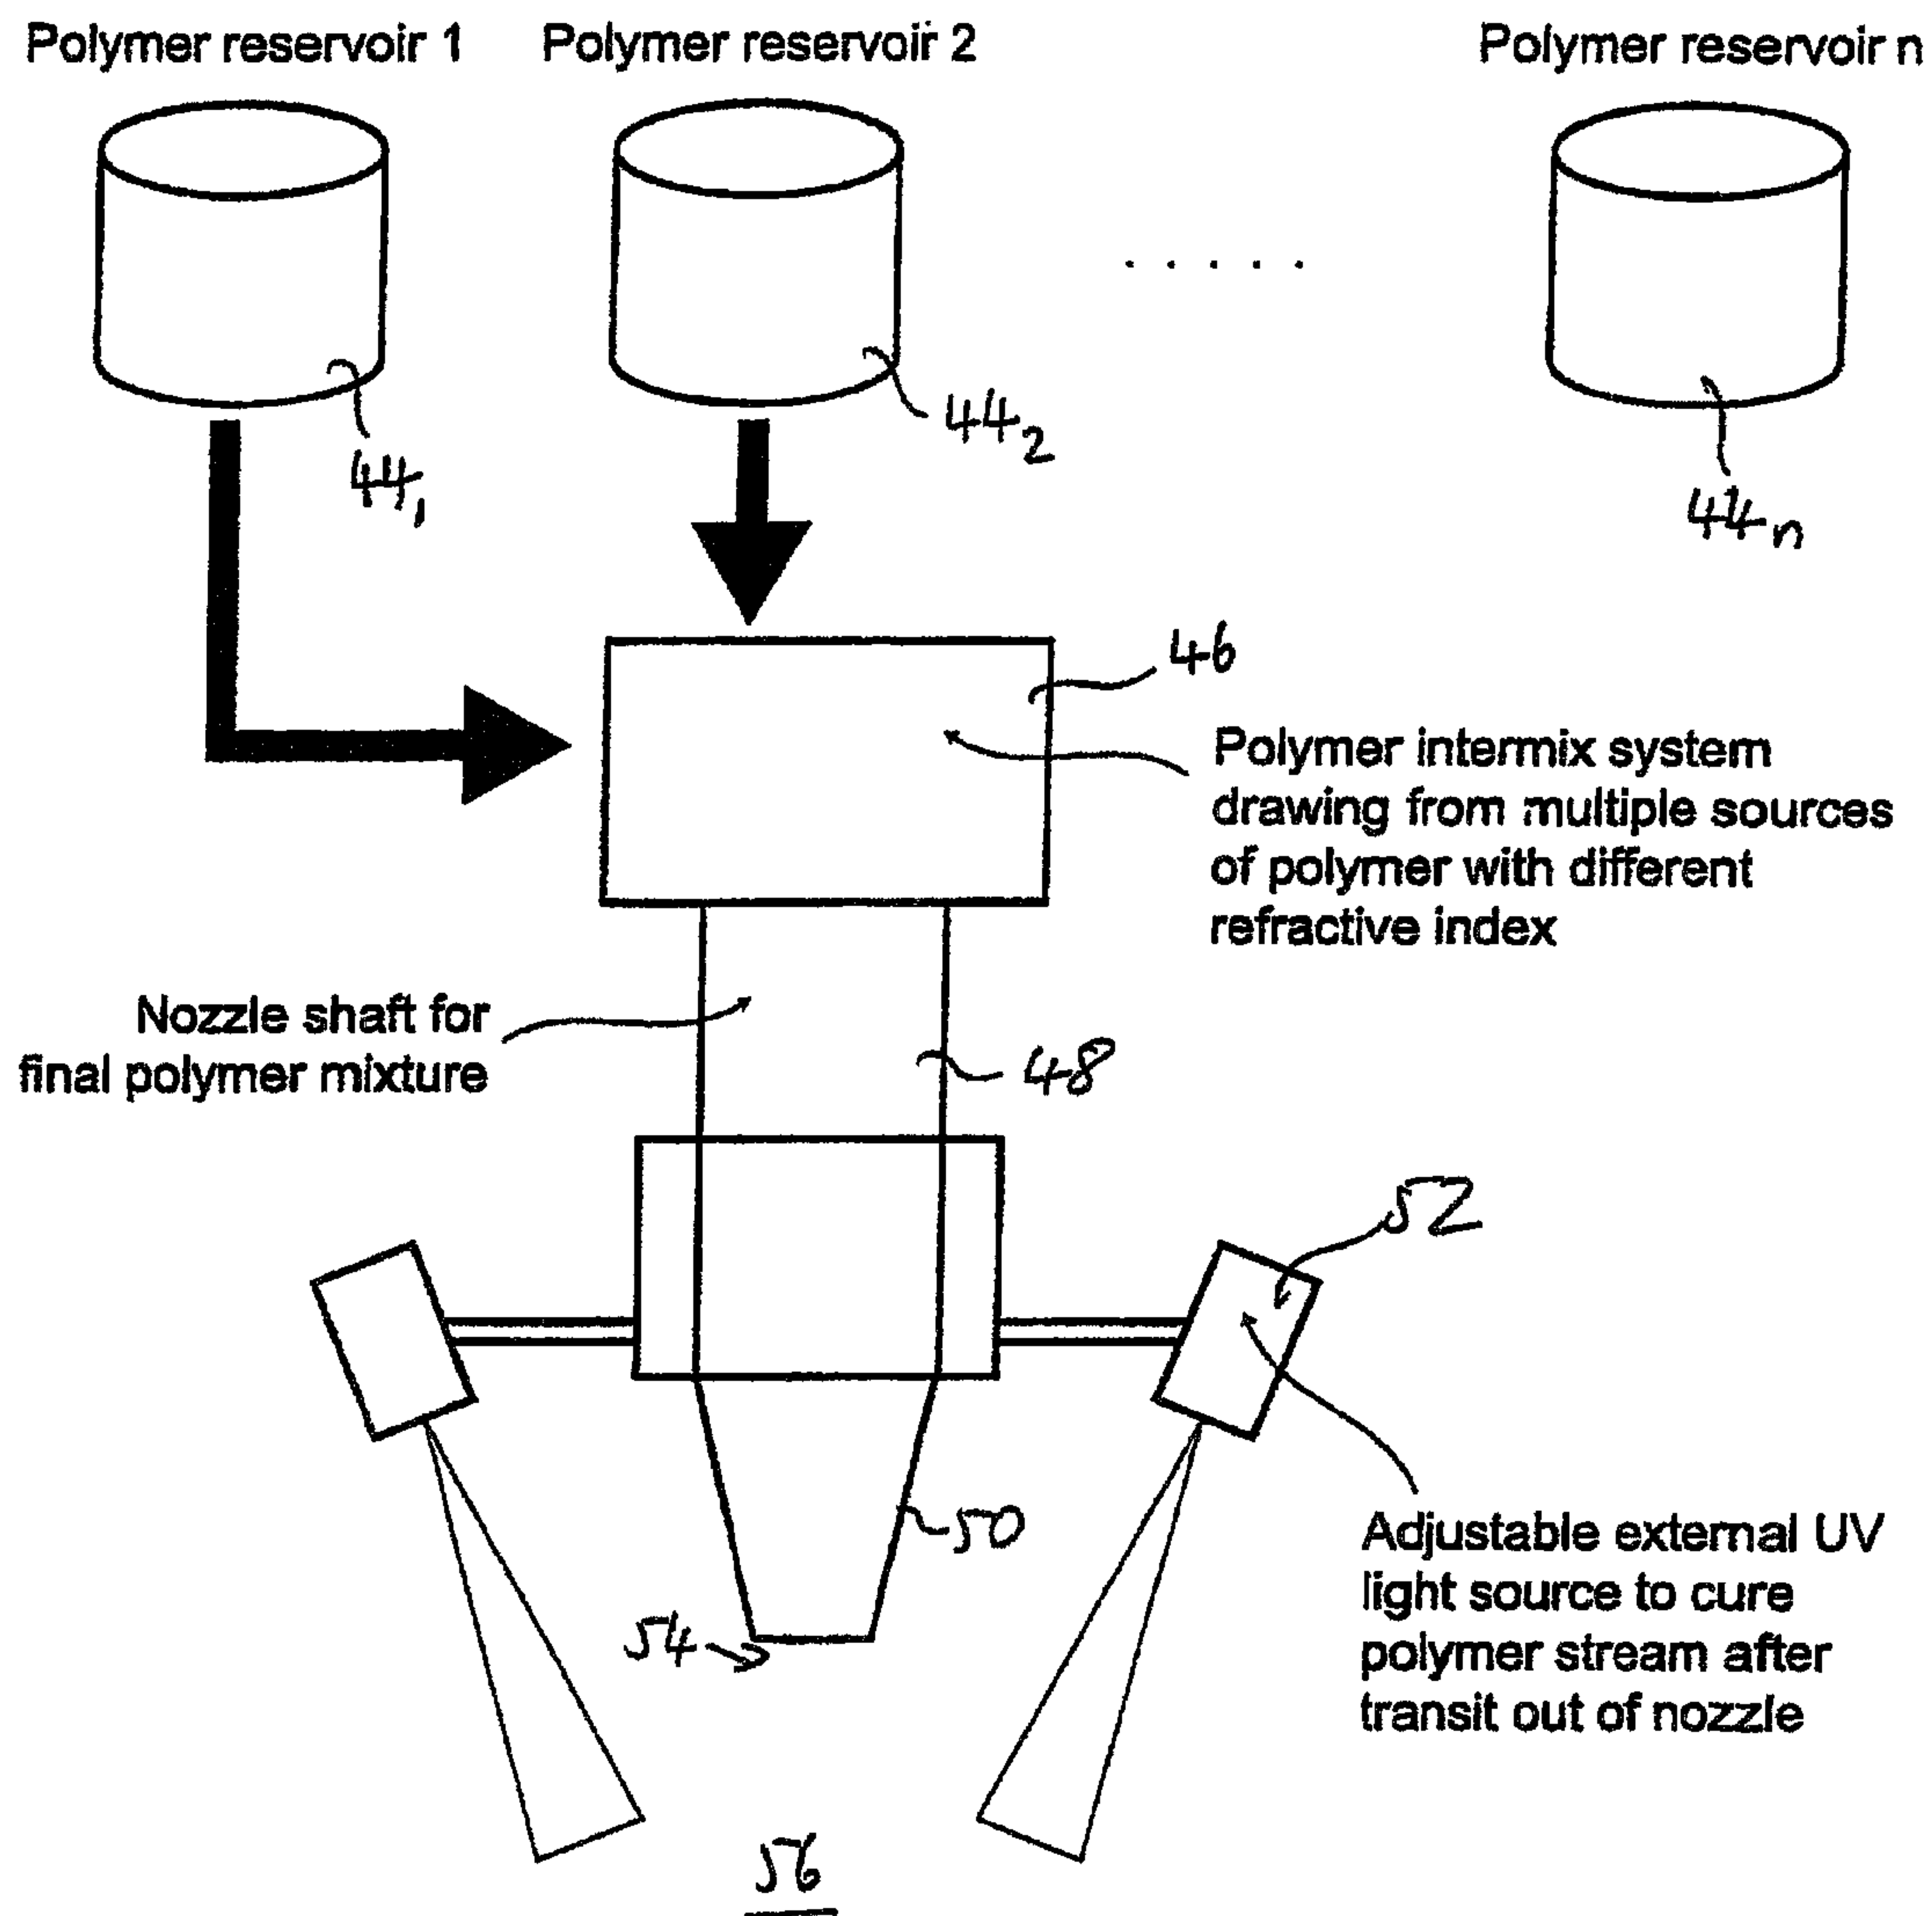 Polymer reservoir 1
Polymer reservoir 2
Polymer reservoir n
.....
44₁
44₂
44ₙ
46
Polymer intermix system
drawing from multiple sources
of polymer with different
refractive index
Nozzle shaft for
final polymer mixture
48
52
50
54
Adjustable external UV
light source to cure
polymer stream after
transit out of nozzle
56